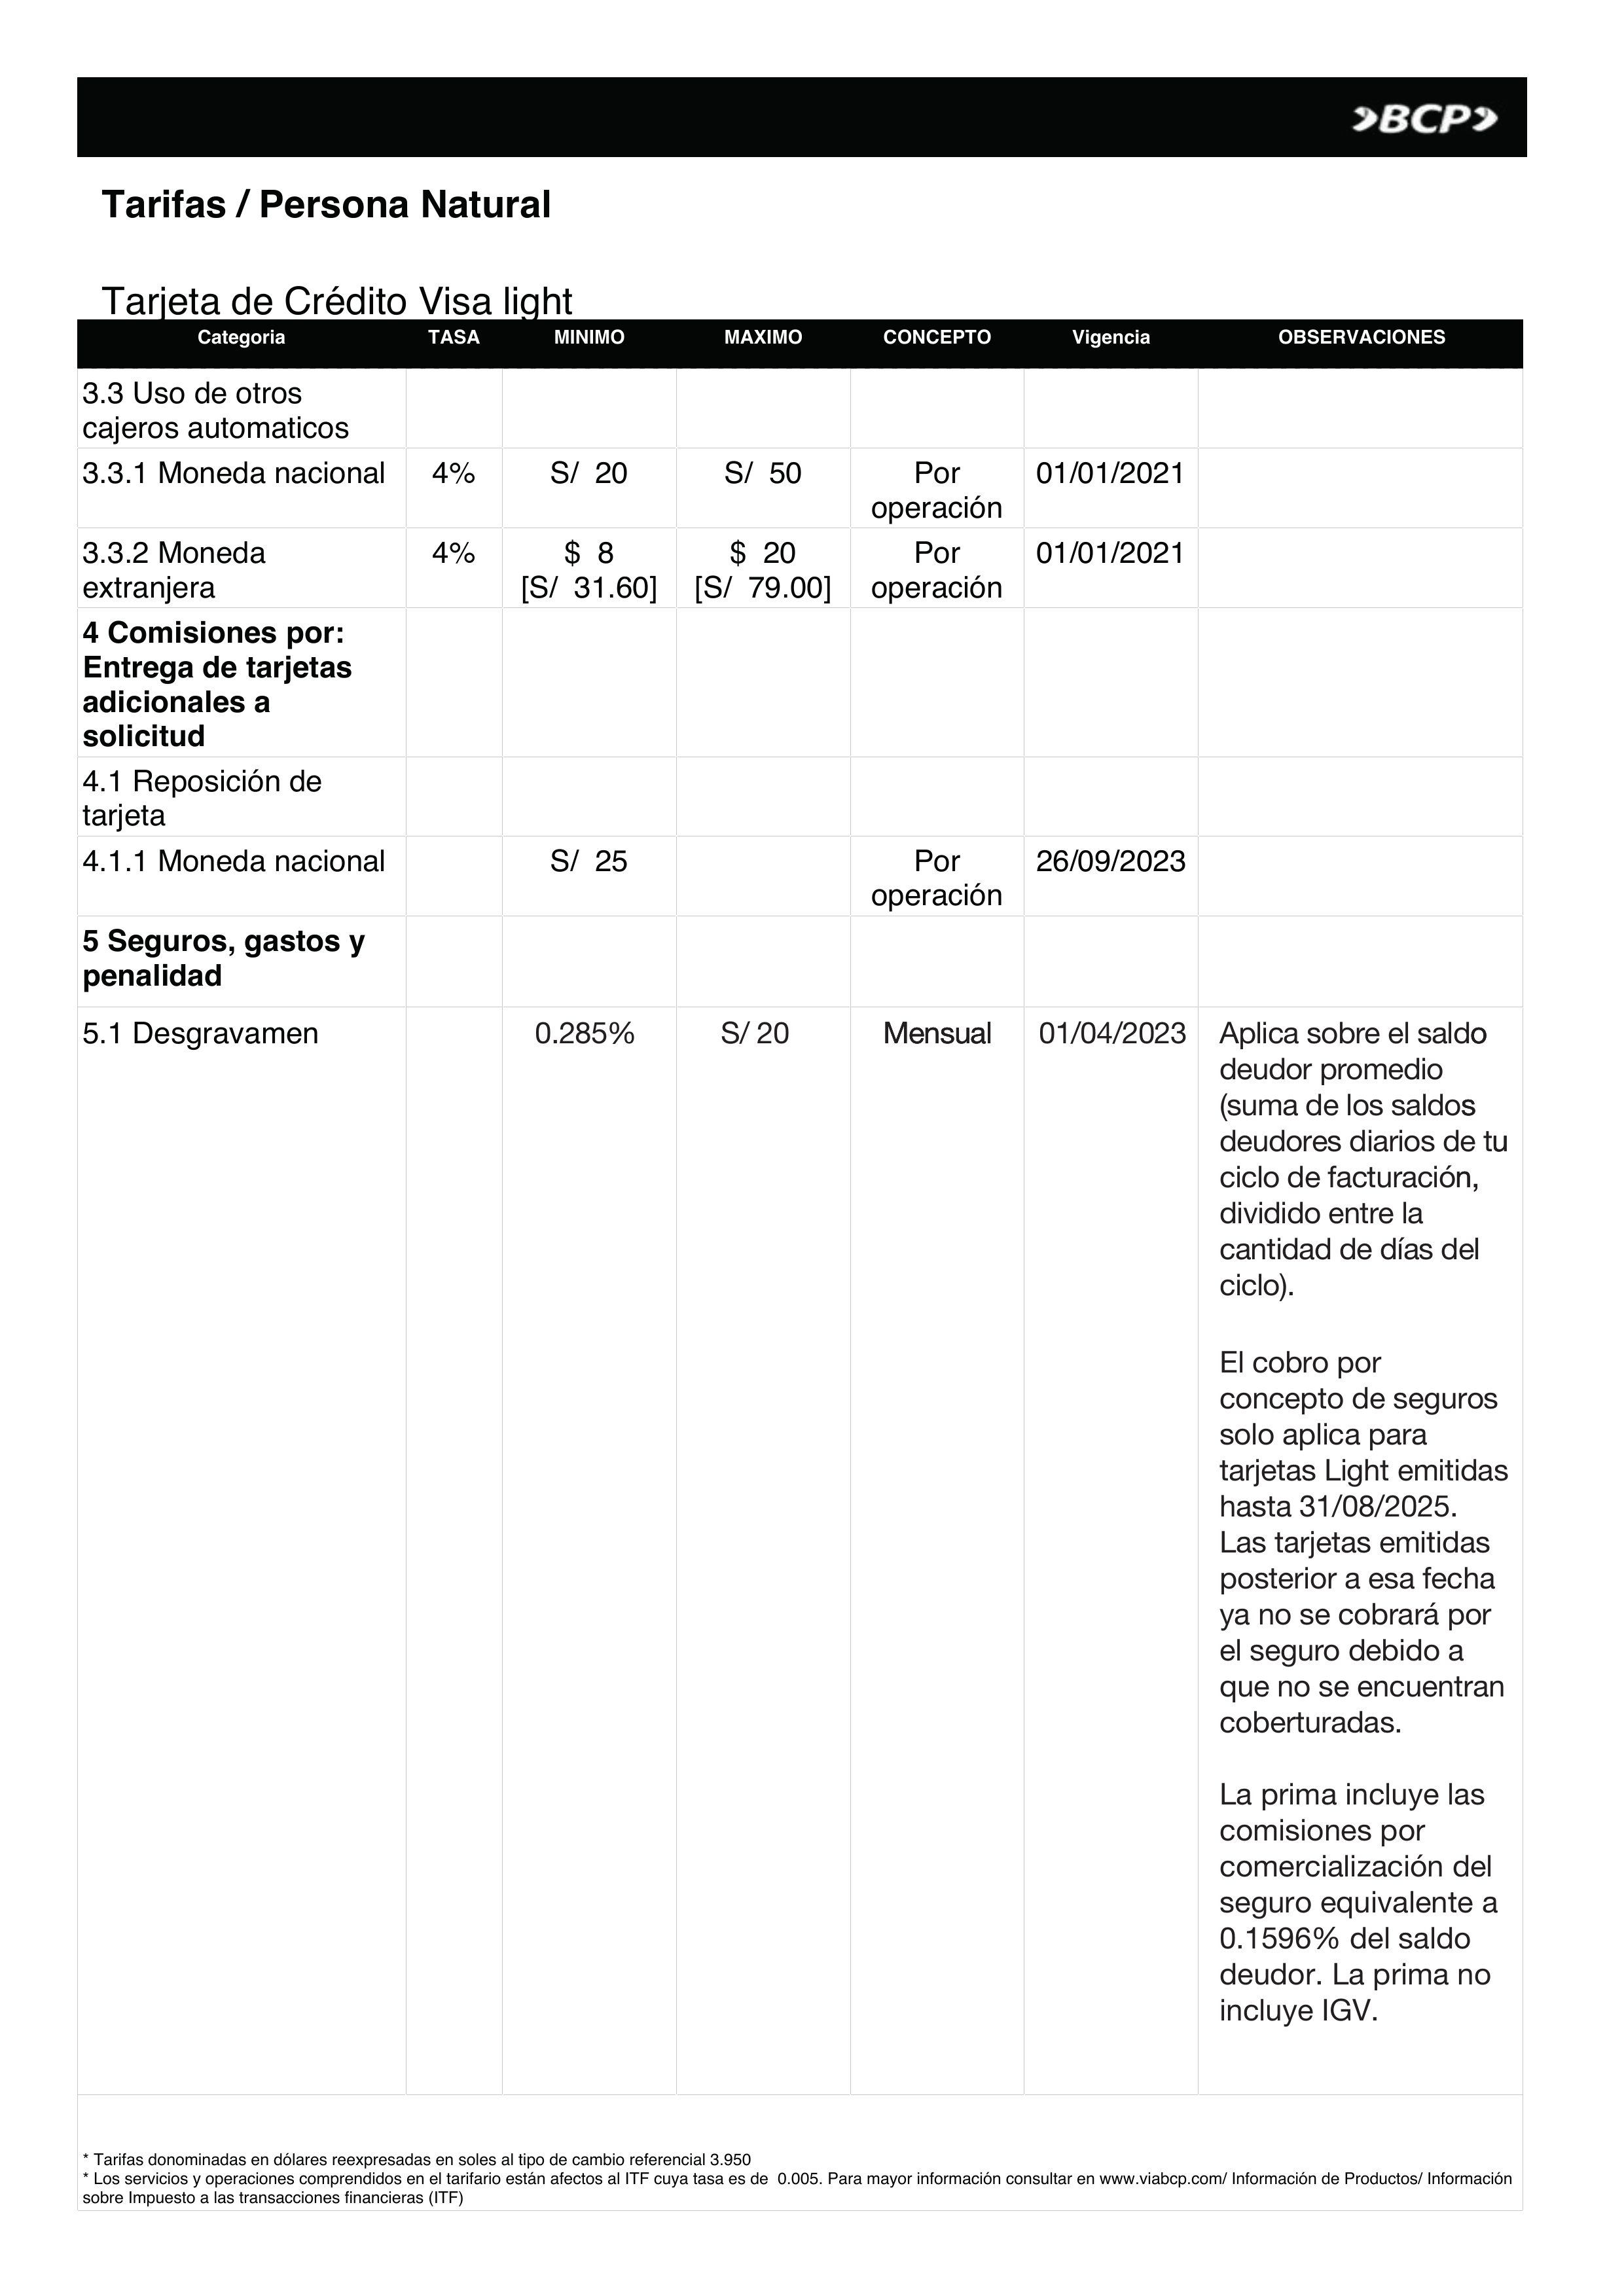 BCP
Tarifas / Persona Natural
Tarjeta de Crédito Visa light
Categoria TASA MINIMO MAXIMO CONCEPTO Vigencia OBSERVACIONES
3.3 Uso de otros
cajeros automaticos
3.3.1 Moneda nacional 4% S/ 20 S/ 50 Por 01/01/2021
operación
3.3.2 Moneda 4% $ 8 $ 20 Por 01/01/2021
extranjera [S/ 31.60] [S/ 79.00] operación
4 Comisiones por:
Entrega de tarjetas
adicionales a
solicitud
4.1 Reposición de
tarjeta
4.1.1 Moneda nacional S/ 25 Por 26/09/2023
operación
5 Seguros, gastos y
penalidad
5.1 Desgravamen 0.285% S/ 20 Mensual 01/04/2023 Aplica sobre el saldo
deudor promedio
(suma de los saldos
deudores diarios de tu
ciclo de facturación,
dividido entre la
cantidad de días del
ciclo).
El cobro por
concepto de seguros
solo aplica para
tarjetas Light emitidas
hasta 31/08/2025.
Las tarjetas emitidas
posterior a esa fecha
ya no se cobrará por
el seguro debido a
que no se encuentran
coberturadas.
La prima incluye las
comisiones por
comercialización del
seguro equivalente a
0.1596% del saldo
deudor. La prima no
incluye IGV.
* Tarifas donominadas en dólares reexpresadas en soles al tipo de cambio referencial 3.950
* Los servicios y operaciones comprendidos en el tarifario están afectos al ITF cuya tasa es de 0.005. Para mayor información consultar en www.viabcp.com/ Información de Productos/ Información
sobre Impuesto a las transacciones financieras (ITF)